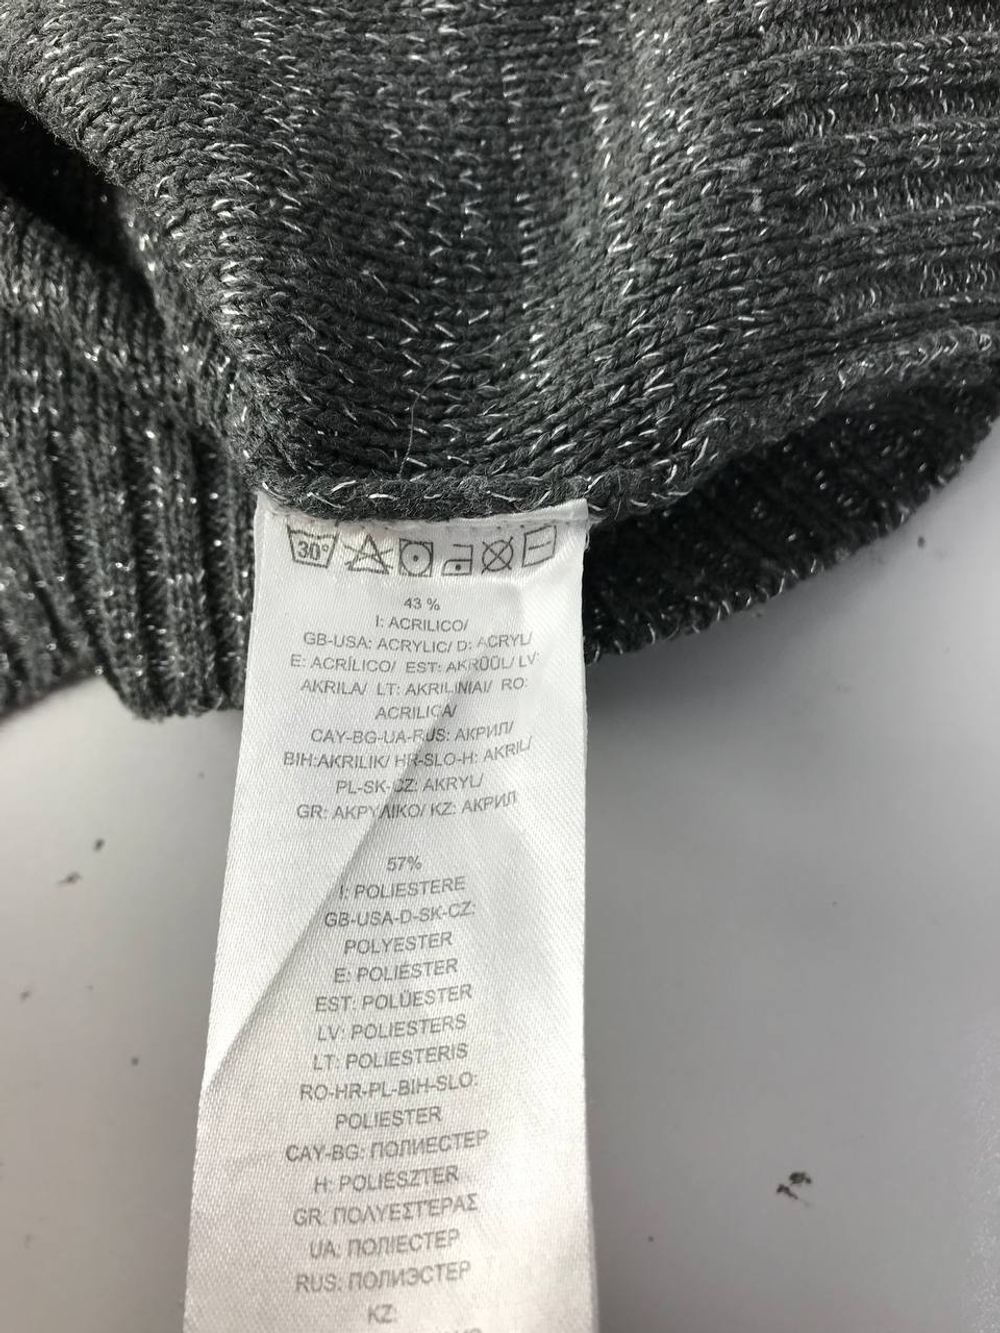 30°
43 %
I: ACRILICO/
GB-USA: ACRYLIC/ D: ACRYL/
E: ACRÍLICO/ EST: AKRÜÜL/ LV:
AKRILA/ LT: AKRILINIAI/ RO:
ACRILICA/
CAY-BG-UA-RUS: АКРИЛ/
BIH:AKRILIK/ HR-SLO-H: AKRIL/
PL-SK-CZ: AKRYL/
GR: ΑΚΡΥΛΙΚΟ/ KZ: АКРИЛ
57%
I: POLIESTERE
GB-USA-D-SK-CZ:
POLYESTER
E: POLIÉSTER
EST: POLÜESTER
LV: POLIESTERS
LT: POLIESTERIS
RO-HR-PL-BIH-SLO:
POLIESTER
CAY-BG: ПОЛИЕСТЕР
H: POLIÉSZTER
GR: ΠΟΛΥΕΣΤΕΡΑΣ
UA: ПОЛІЕСТЕР
RUS: ПОЛИЭСТЕР
KZ: